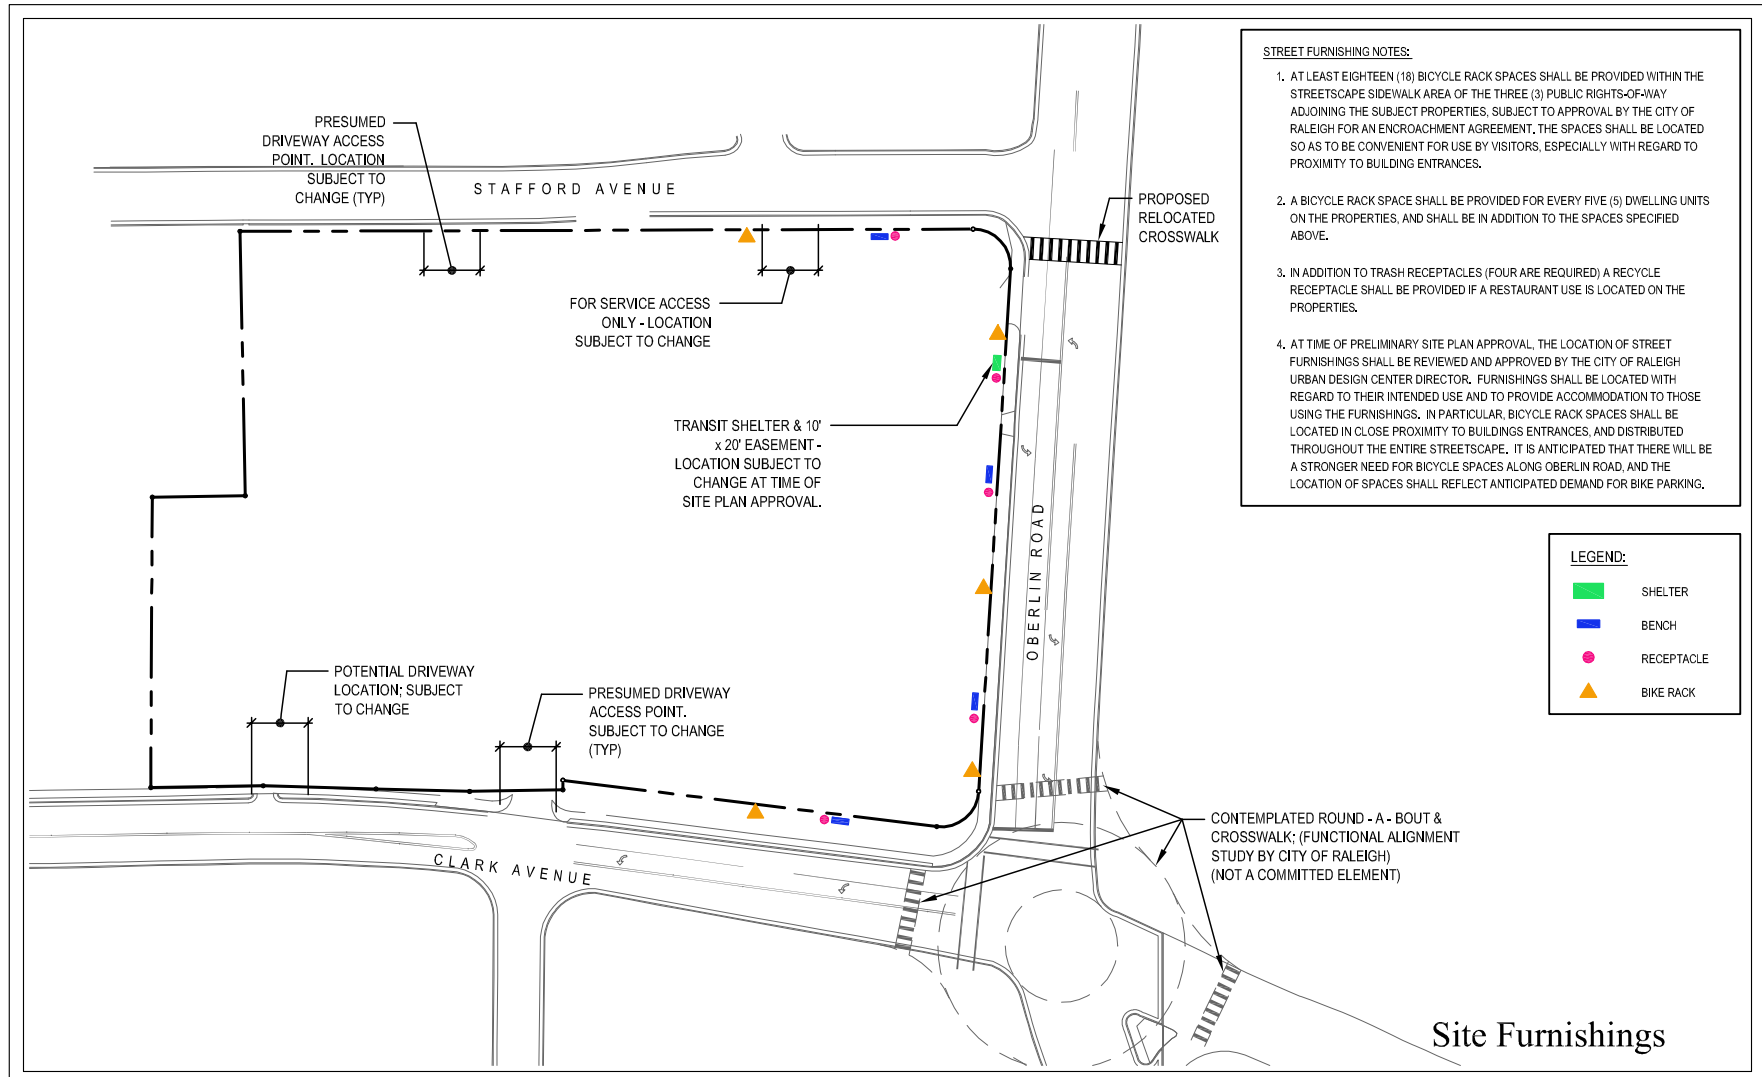 STREET FURNISHING NOTES:
1. AT LEAST EIGHTEEN (18) BICYCLE RACK SPACES SHALL BE PROVIDED WITHIN THE
STREETSCAPE SIDEWALK AREA OF THE THREE (3) PUBLIC RIGHTS-OF-WAY
ADJOINING THE SUBJECT PROPERTIES, SUBJECT TO APPROVAL BY THE CITY OF
RALEIGH FOR AN ENCROACHMENT AGREEMENT. THE SPACES SHALL BE LOCATED
SO AS TO BE CONVENIENT FOR USE BY VISITORS, ESPECIALLY WITH REGARD TO
PROXIMITY TO BUILDING ENTRANCES.
2. A BICYCLE RACK SPACE SHALL BE PROVIDED FOR EVERY FIVE (5) DWELLING UNITS
ON THE PROPERTIES, AND SHALL BE IN ADDITION TO THE SPACES SPECIFIED
ABOVE.
3. IN ADDITION TO TRASH RECEPTACLES (FOUR ARE REQUIRED) A RECYCLE
RECEPTACLE SHALL BE PROVIDED IF A RESTAURANT USE IS LOCATED ON THE
PROPERTIES.
4. AT TIME OF PRELIMINARY SITE PLAN APPROVAL, THE LOCATION OF STREET
FURNISHINGS SHALL BE REVIEWED AND APPROVED BY THE CITY OF RALEIGH
URBAN DESIGN CENTER DIRECTOR. FURNISHINGS SHALL BE LOCATED WITH
REGARD TO THEIR INTENDED USE AND TO PROVIDE ACCOMMODATION TO THOSE
USING THE FURNISHINGS. IN PARTICULAR, BICYCLE RACK SPACES SHALL BE
LOCATED IN CLOSE PROXIMITY TO BUILDINGS ENTRANCES, AND DISTRIBUTED
THROUGHOUT THE ENTIRE STREETSCAPE. IT IS ANTICIPATED THAT THERE WILL BE
A STRONGER NEED FOR BICYCLE SPACES ALONG OBERLIN ROAD, AND THE
LOCATION OF SPACES SHALL REFLECT ANTICIPATED DEMAND FOR BIKE PARKING.
PRESUMED
DRIVEWAY ACCESS
POINT. LOCATION
SUBJECT TO
CHANGE (TYP)
STAFFORD AVENUE
PROPOSED
RELOCATED
CROSSWALK
FOR SERVICE ACCESS
ONLY - LOCATION
SUBJECT TO CHANGE
TRANSIT SHELTER & 10'
x 20' EASEMENT -
LOCATION SUBJECT TO
CHANGE AT TIME OF
SITE PLAN APPROVAL.
OBERLIN ROAD
LEGEND:
SHELTER
BENCH
RECEPTACLE
BIKE RACK
POTENTIAL DRIVEWAY
LOCATION; SUBJECT
TO CHANGE
PRESUMED DRIVEWAY
ACCESS POINT.
SUBJECT TO CHANGE
(TYP)
CLARK AVENUE
CONTEMPLATED ROUND - A - BOUT &
CROSSWALK; (FUNCTIONAL ALIGNMENT
STUDY BY CITY OF RALEIGH)
(NOT A COMMITTED ELEMENT)
Site Furnishings